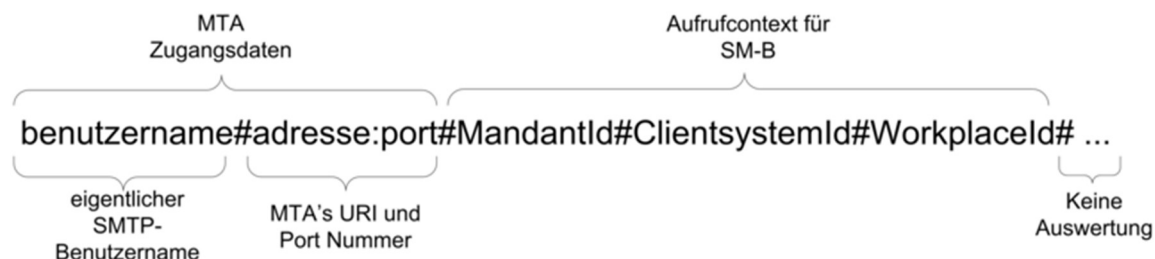 MTA
Zugangsdaten
Aufrufcontext für
SM-B
benutzername#adresse:port#MandantId#ClientsystemId#WorkplaceId# ...
eigentlicher
SMTP-
Benutzername
MTA's URI und
Port Nummer
Keine
Auswertung